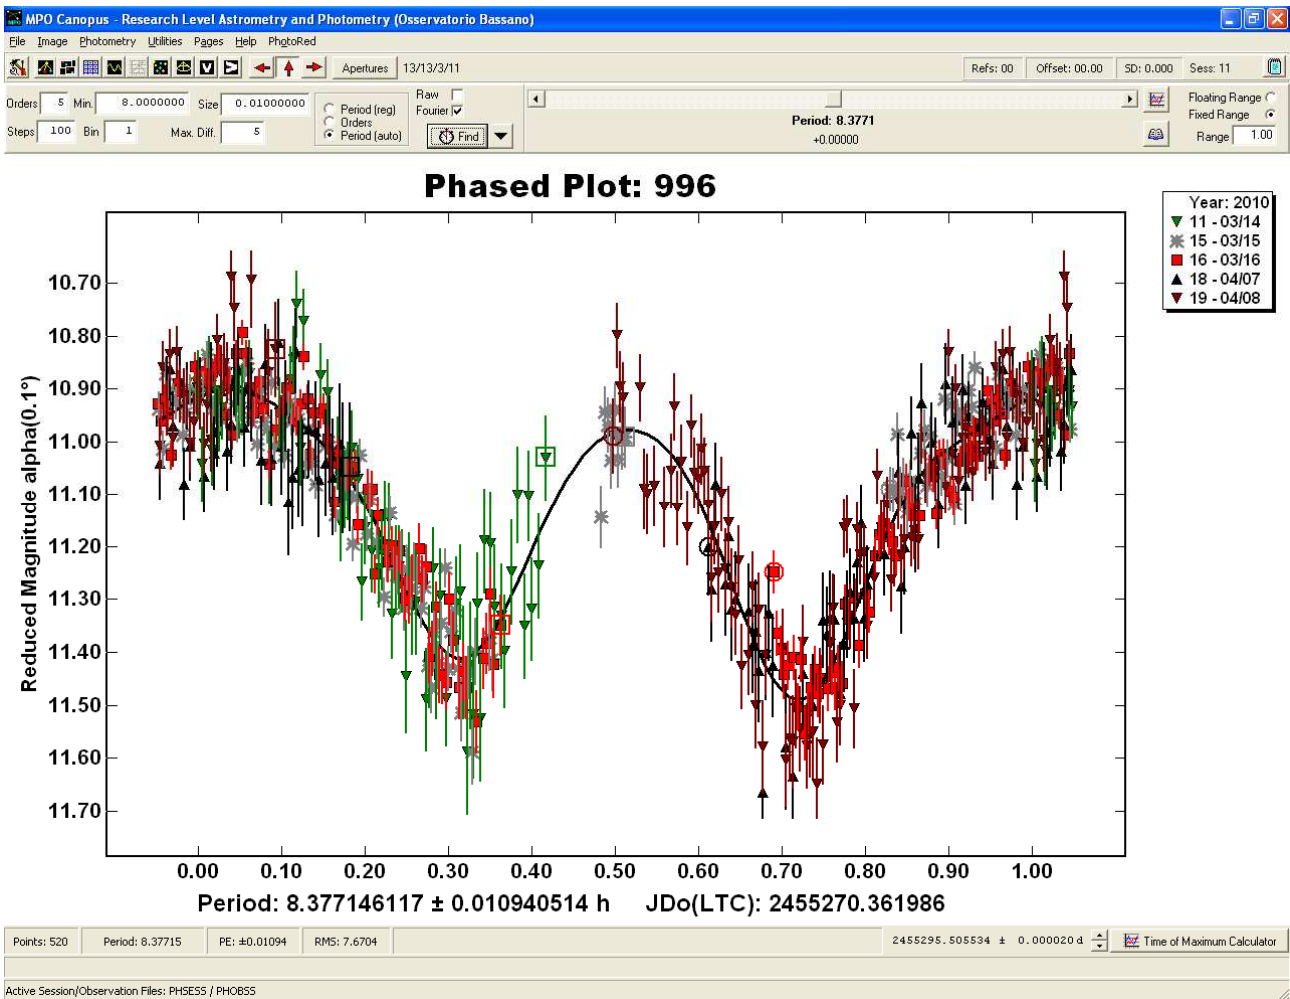 MPO Canopus - Research Level Astrometry and Photometry (Osservatorio Bassano)
File Image Photometry Utilities Pages Help PhotoRed
Apertures 13/13/3/11 Refs: 00 Offset: 00.00 SD: 0.000 Sess: 11
Orders 5 Min. 8.0000000 Size 0.01000000
Steps 100 Bin 1 Max. Diff. 5
Period (reg)
Orders
Period (auto)
Raw
Fourier
Find
Period: 8.3771
+0.00000
Floating Range
Fixed Range
Range 1.00
Phased Plot: 996
Year: 2010
11 - 03/14
15 - 03/15
16 - 03/16
18 - 04/07
19 - 04/08
Reduced Magnitude alpha(0.1°)
10.70
10.80
10.90
11.00
11.10
11.20
11.30
11.40
11.50
11.60
11.70
0.00 0.10 0.20 0.30 0.40 0.50 0.60 0.70 0.80 0.90 1.00
Period: 8.377146117 ± 0.010940514 h JDo(LTC): 2455270.361986
Points: 520 Period: 8.37715 PE: ±0.01094 RMS: 7.6704 2455295.505534 ± 0.000020 d Time of Maximum Calculator
Active Session/Observation Files: PHSESS / PHOBSS